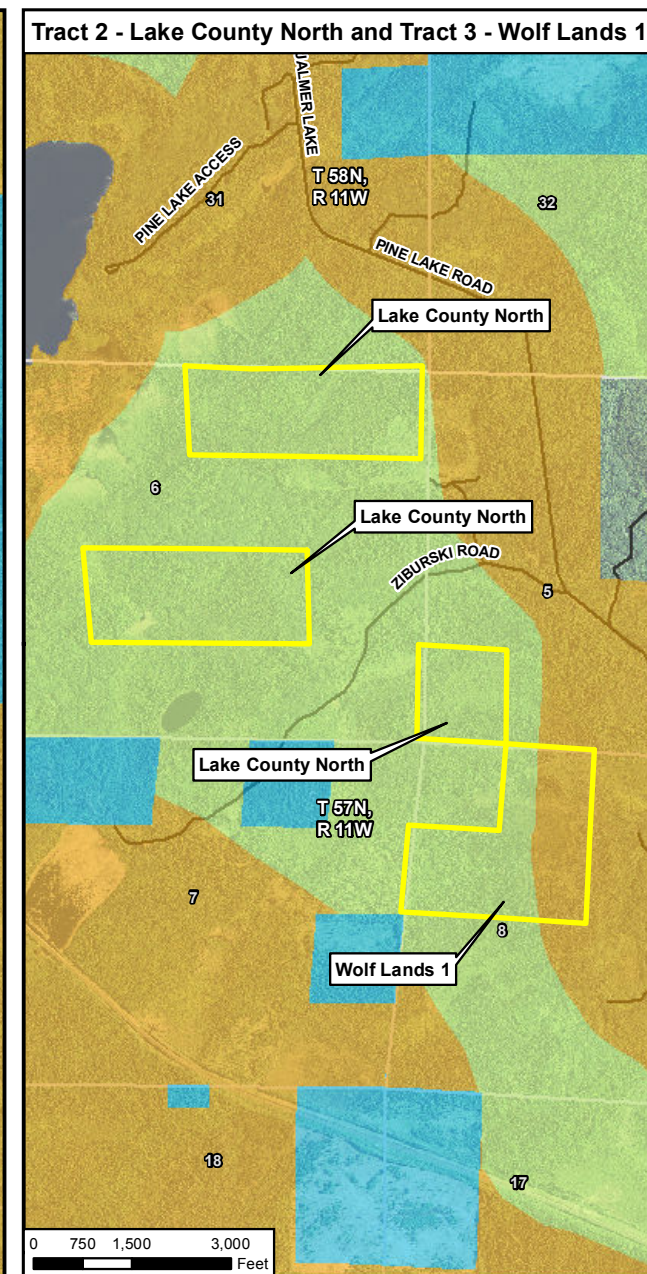 Tract 2 - Lake County North and Tract 3 - Wolf Lands 1
JALMER LAKE
PINE LAKE ACCESS
31
T 58N,
R 11W
32
PINE LAKE ROAD
Lake County North
6
Lake County North
ZIBURSKI ROAD
5
Lake County North
T 57N,
R 11W
7
8
Wolf Lands 1
18
17
0 750 1,500 3,000
Feet